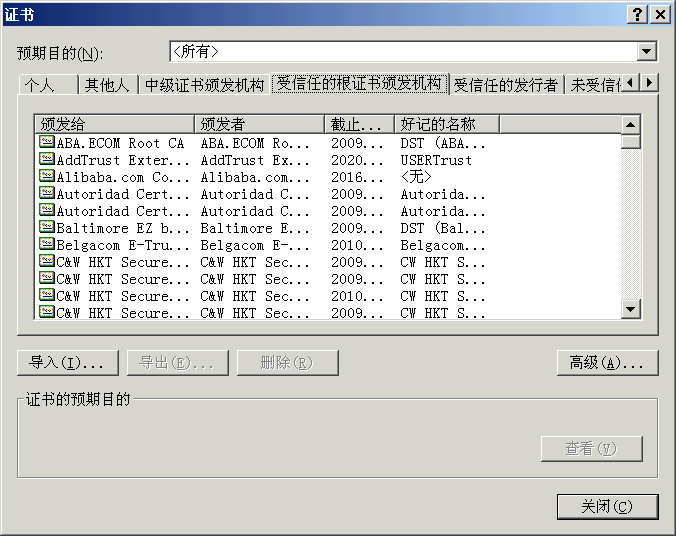 证书
预期目的(N): <所有>
个人 其他人 中级证书颁发机构 受信任的根证书颁发机构 受信任的发行者 未受信
颁发给 颁发者 截止... 好记的名称
ABA.ECOM Root CA ABA.ECOM Ro... 2009... DST (ABA...
AddTrust Exter... AddTrust Ex... 2020... USERTrust
Alibaba.com Co... Alibaba.com... 2016... <无>
Autoridad Cert... Autoridad C... 2009... Autorida...
Autoridad Cert... Autoridad C... 2009... Autorida...
Baltimore EZ b... Baltimore E... 2009... DST (Bal...
Belgacom E-Tru... Belgacom E-... 2010... Belgacom...
C&W HKT Secure... C&W HKT Sec... 2009... CW HKT S...
C&W HKT Secure... C&W HKT Sec... 2009... CW HKT S...
C&W HKT Secure... C&W HKT Sec... 2010... CW HKT S...
C&W HKT Secure... C&W HKT Sec... 2009... CW HKT S...
导入(I)... 导出(E)... 删除(R) 高级(A)...
证书的预期目的
查看(V)
关闭(C)